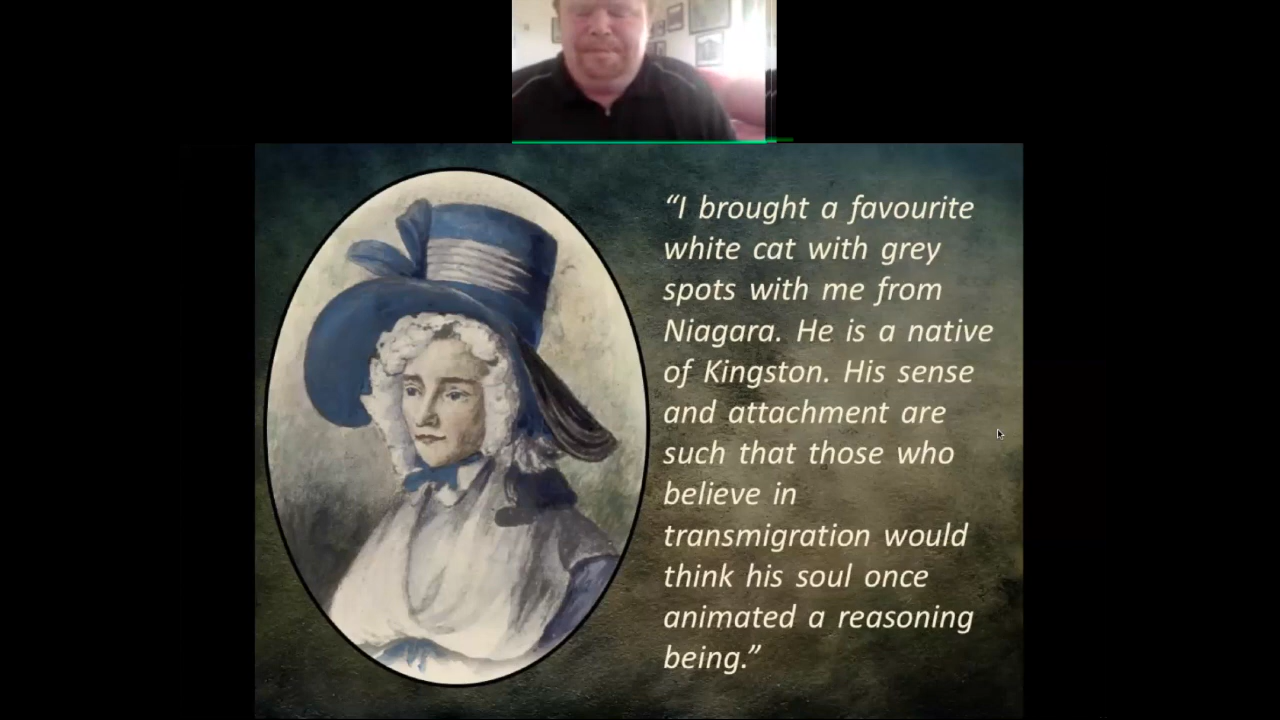 “I brought a favourite
white cat with grey
spots with me from
Niagara. He is a native
of Kingston. His sense
and attachment are
such that those who
believe in
transmigration would
think his soul once
animated a reasoning
being.”